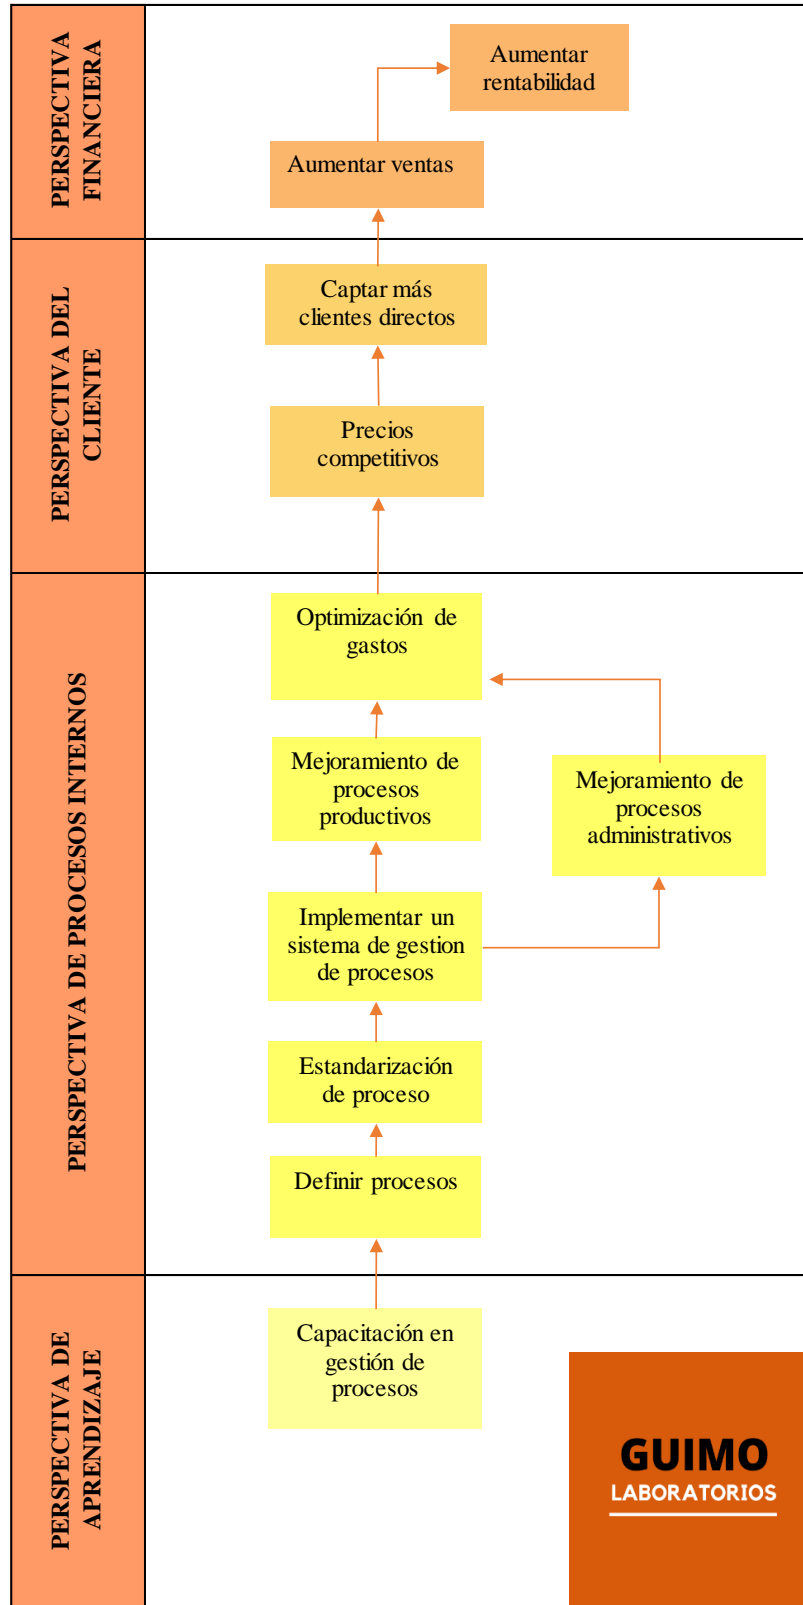 PERSPECTIVA
FINANCIERA
Aumentar
rentabilidad
Aumentar ventas
PERSPECTIVA DEL
CLIENTE
Captar más
clientes directos
Precios
competitivos
PERSPECTIVA DE PROCESOS INTERNOS
Optimización de
gastos
Mejoramiento de
procesos
productivos
Mejoramiento de
procesos
administrativos
Implementar un
sistema de gestion
de procesos
Estandarización
de proceso
Definir procesos
PERSPECTIVA DE
APRENDIZAJE
Capacitación en
gestión de
procesos
GUIMO
LABORATORIOS